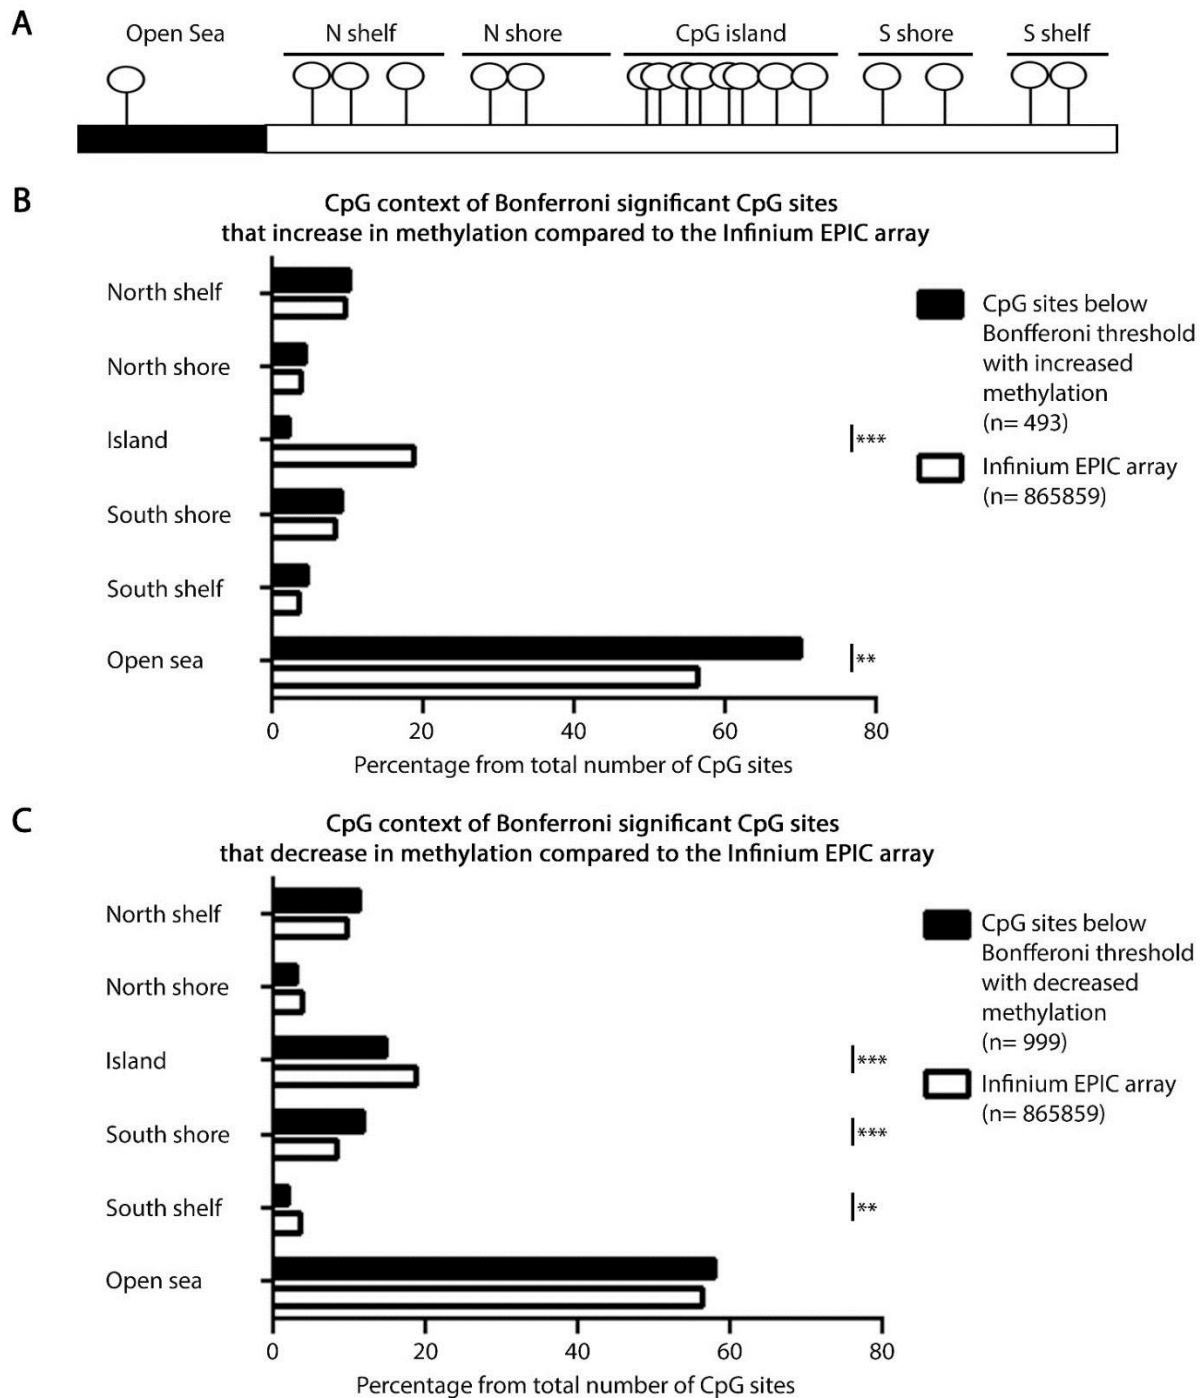 A
Open Sea
N shelf
N shore
CpG island
S shore
S shelf
B
CpG context of Bonferroni significant CpG sites
that increase in methylation compared to the Infinium EPIC array
North shelf
North shore
Island
South shore
South shelf
Open sea
***
**
CpG sites below
Bonfferoni threshold
with increased
methylation
(n= 493)
Infinium EPIC array
(n= 865859)
0
20
40
60
80
Percentage from total number of CpG sites
C
CpG context of Bonferroni significant CpG sites
that decrease in methylation compared to the Infinium EPIC array
North shelf
North shore
Island
South shore
South shelf
Open sea
***
***
**
CpG sites below
Bonfferoni threshold
with decreased
methylation
(n= 999)
Infinium EPIC array
(n= 865859)
0
20
40
60
80
Percentage from total number of CpG sites